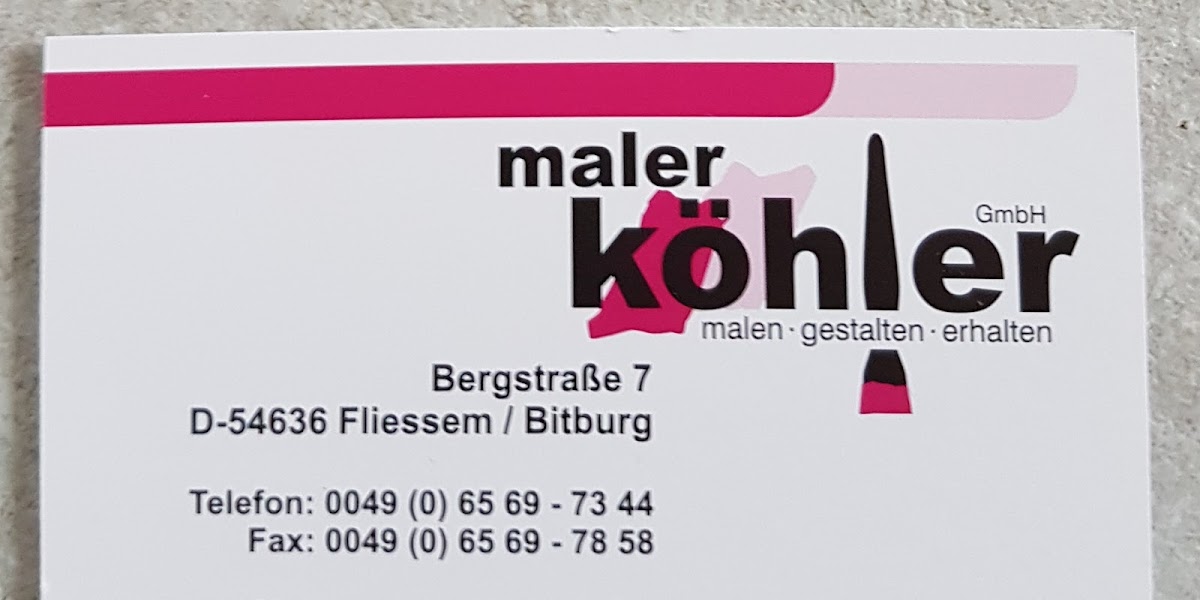 maler
köhler
GmbH
malen · gestalten · erhalten
Bergstraße 7
D-54636 Fliessem / Bitburg
Telefon: 0049 (0) 65 69 - 73 44
Fax: 0049 (0) 65 69 - 78 58